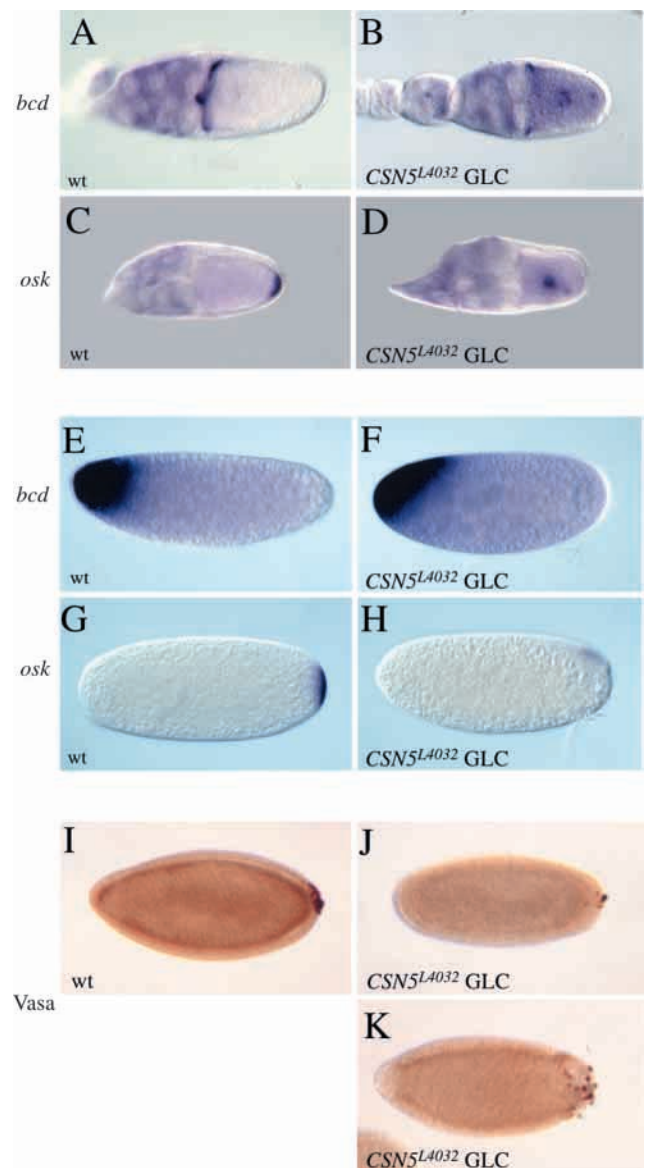 A
B
bcd
wt
CSN5L4032 GLC
C
D
osk
wt
CSN5L4032 GLC
E
F
bcd
wt
CSN5L4032 GLC
G
H
osk
wt
CSN5L4032 GLC
I
J
wt
CSN5L4032 GLC
Vasa
K
CSN5L4032 GLC